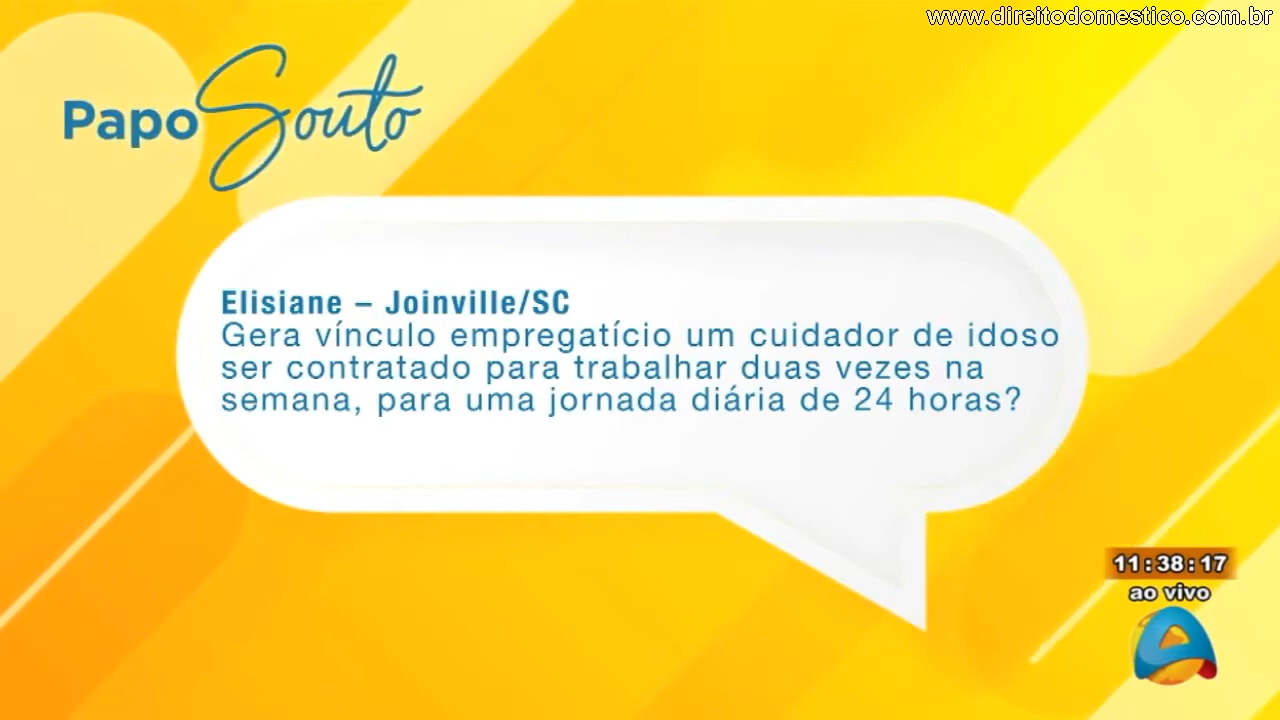 www.direitodomestico.com.br
Papo Souto
Elisiane – Joinville/SC
Gera vínculo empregatício um cuidador de idoso
ser contratado para trabalhar duas vezes na
semana, para uma jornada diária de 24 horas?
11:38:17
ao vivo